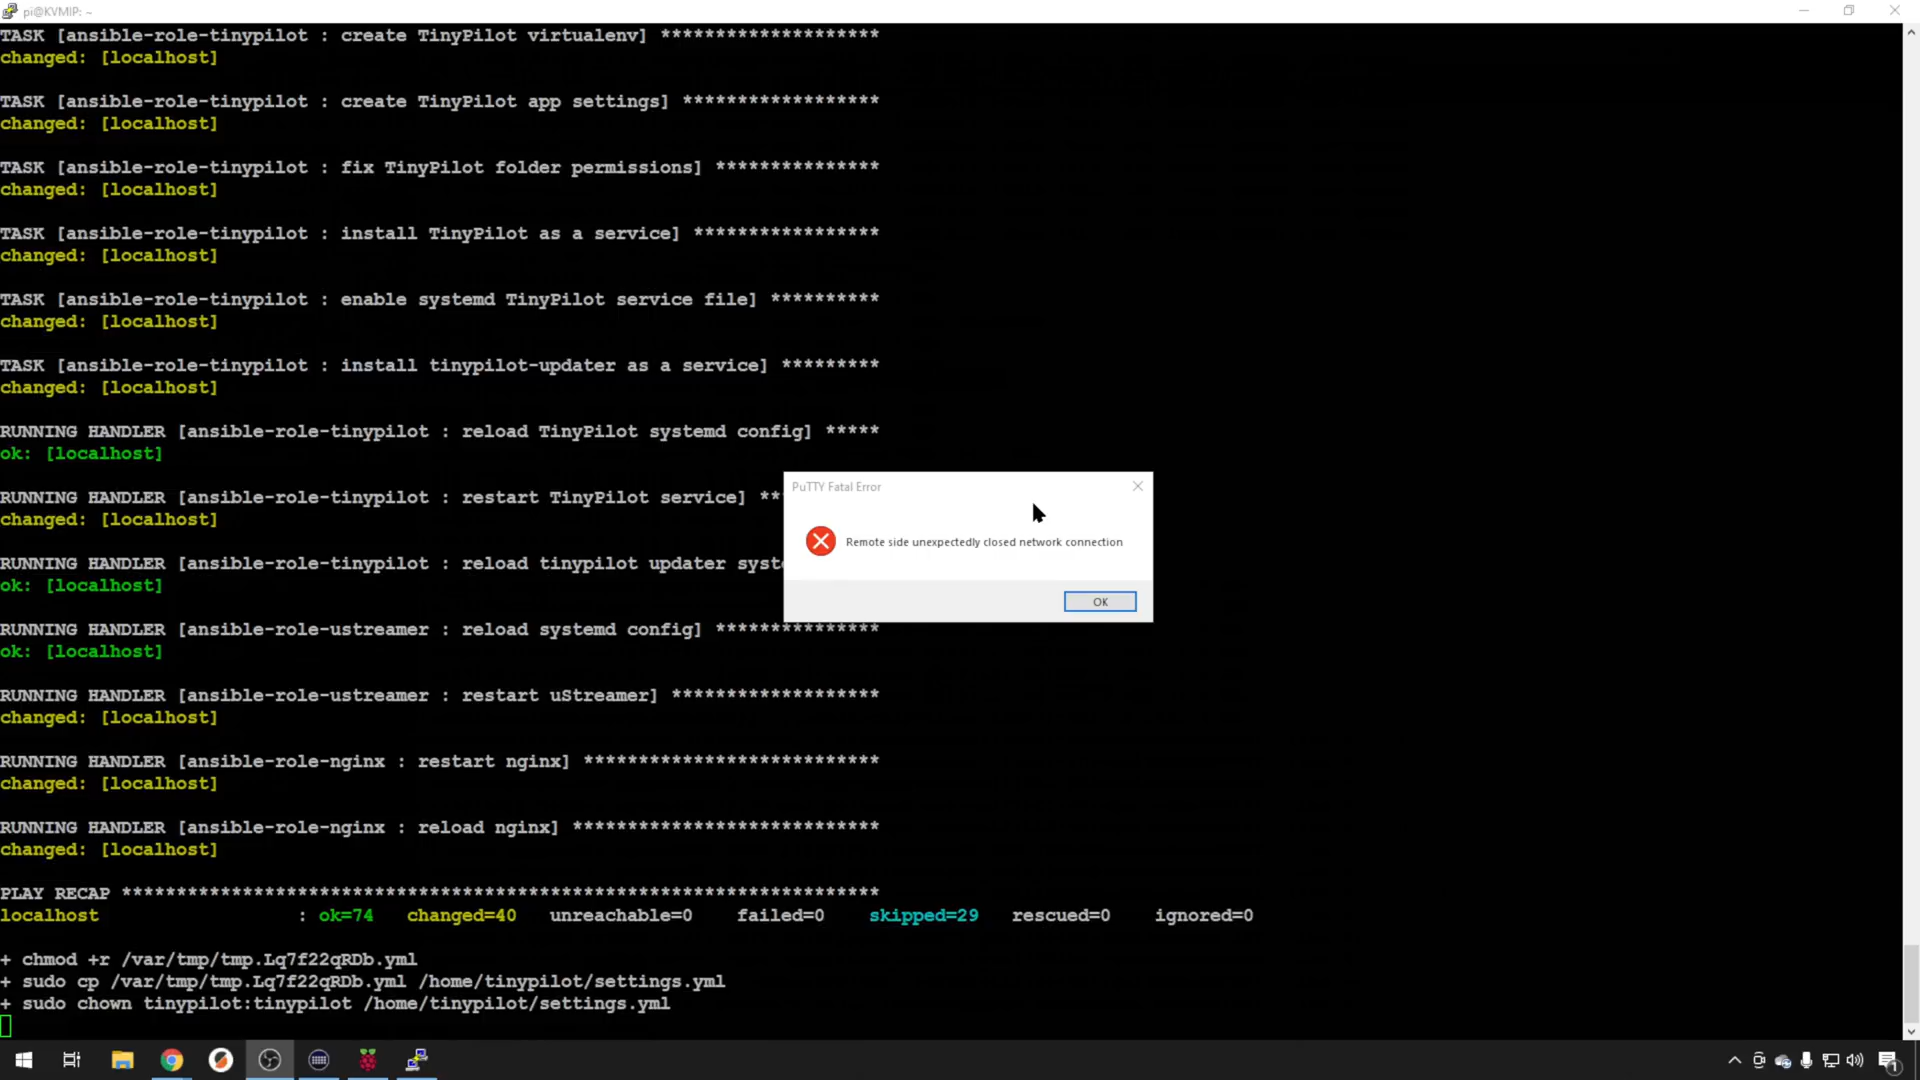 pi@KVMIP: ~
TASK [ansible-role-tinypilot : create TinyPilot virtualenv] ********************
changed: [localhost]
TASK [ansible-role-tinypilot : create TinyPilot app settings] ******************
changed: [localhost]
TASK [ansible-role-tinypilot : fix TinyPilot folder permissions] ***************
changed: [localhost]
TASK [ansible-role-tinypilot : install TinyPilot as a service] *****************
changed: [localhost]
TASK [ansible-role-tinypilot : enable systemd TinyPilot service file] **********
changed: [localhost]
TASK [ansible-role-tinypilot : install tinypilot-updater as a service] *********
changed: [localhost]
RUNNING HANDLER [ansible-role-tinypilot : reload TinyPilot systemd config] *****
ok: [localhost]
RUNNING HANDLER [ansible-role-tinypilot : restart TinyPilot service] **
changed: [localhost]
RUNNING HANDLER [ansible-role-tinypilot : reload tinypilot updater syst
ok: [localhost]
PuTTY Fatal Error
Remote side unexpectedly closed network connection
OK
RUNNING HANDLER [ansible-role-ustreamer : reload systemd config] ***************
ok: [localhost]
RUNNING HANDLER [ansible-role-ustreamer : restart uStreamer] *******************
changed: [localhost]
RUNNING HANDLER [ansible-role-nginx : restart nginx] ***************************
changed: [localhost]
RUNNING HANDLER [ansible-role-nginx : reload nginx] ****************************
changed: [localhost]
PLAY RECAP *********************************************************************
localhost : ok=74 changed=40 unreachable=0 failed=0 skipped=29 rescued=0 ignored=0
+ chmod +r /var/tmp/tmp.Lq7f22qRDb.yml
+ sudo cp /var/tmp/tmp.Lq7f22qRDb.yml /home/tinypilot/settings.yml
+ sudo chown tinypilot:tinypilot /home/tinypilot/settings.yml
1